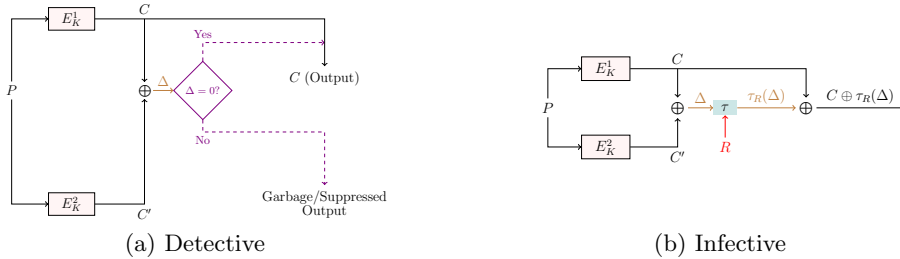 E_K^1
C
Yes
P
Δ
Δ = 0?
C (Output)
No
E_K^2
C′
Garbage/Suppressed
Output
(a) Detective
E_K^1
C
P
Δ
τ
τ_R(Δ)
C ⊕ τ_R(Δ)
R
E_K^2
C′
(b) Infective